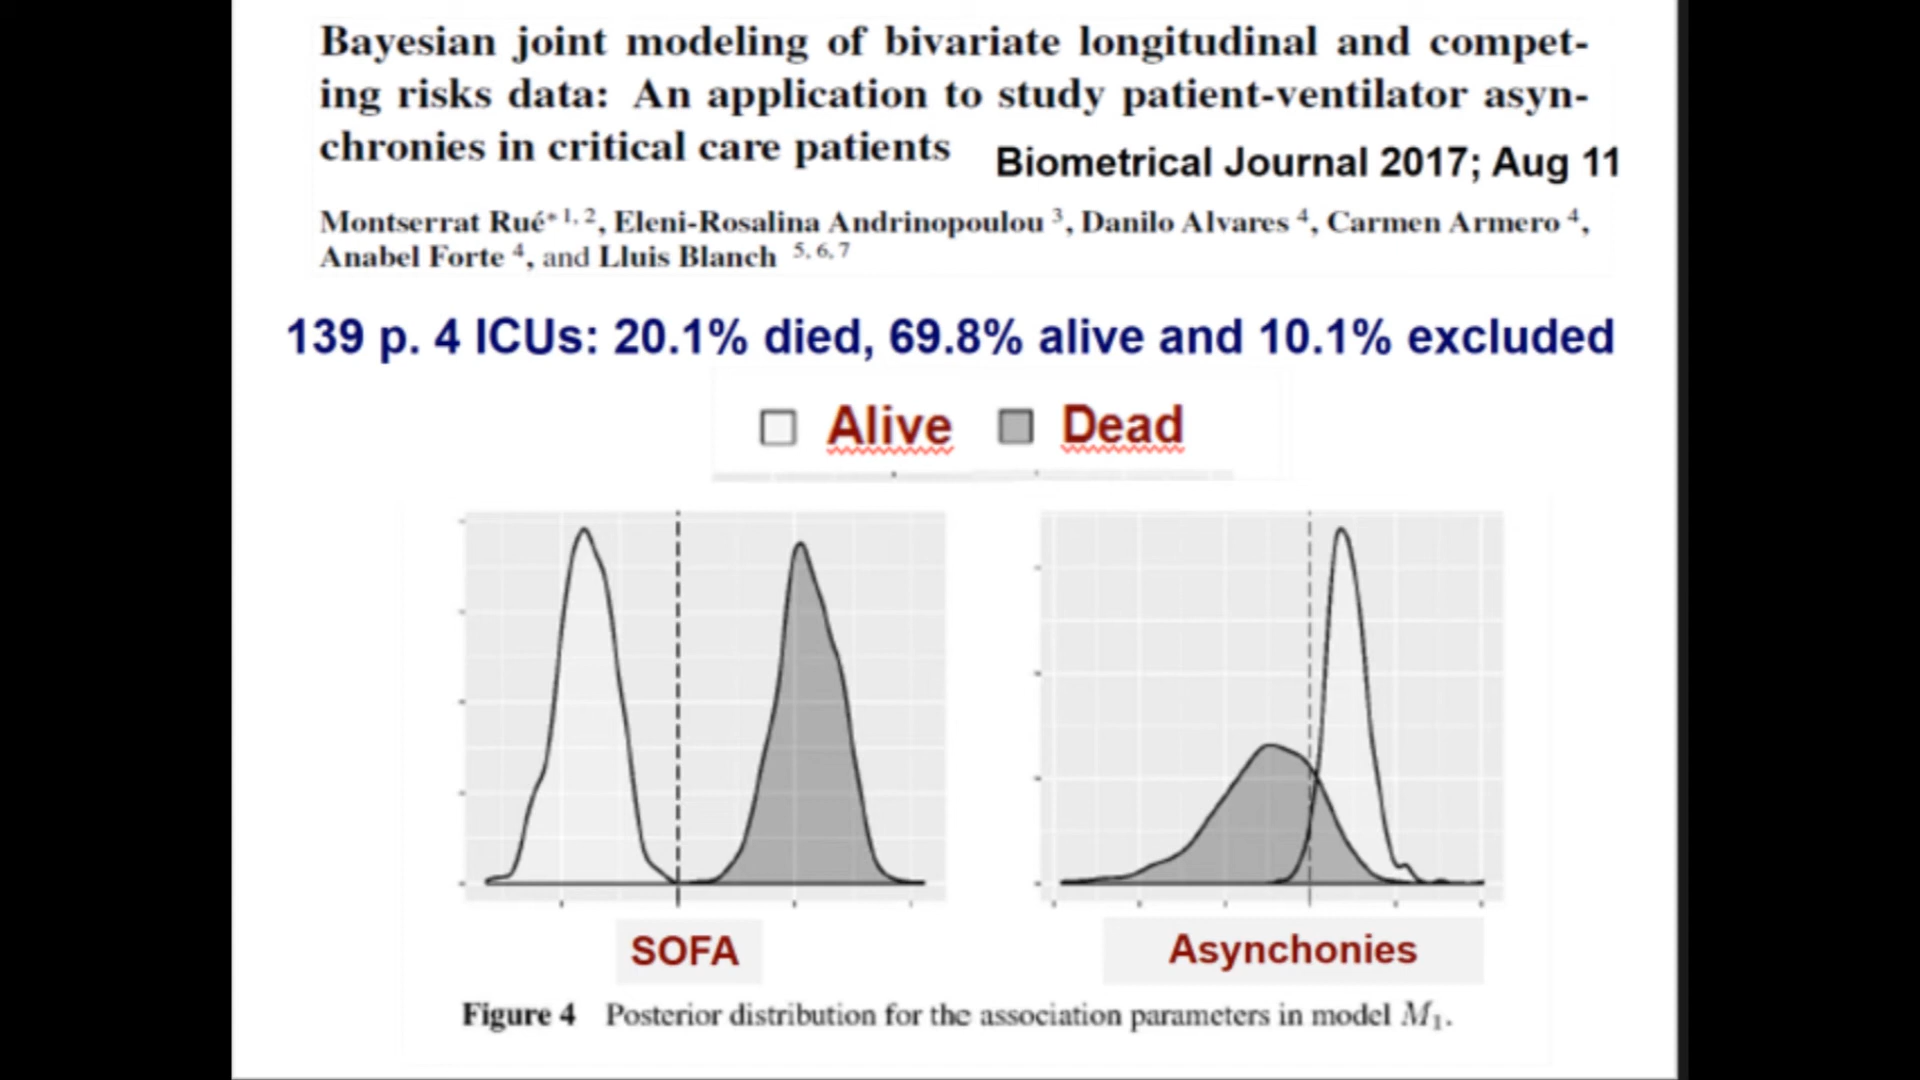 Bayesian joint modeling of bivariate longitudinal and compet-
ing risks data: An application to study patient-ventilator asyn-
chronies in critical care patients
Biometrical Journal 2017; Aug 11
Montserrat Rué* 1, 2, Eleni-Rosalina Andrinopoulou 3, Danilo Alvares 4, Carmen Armero 4,
Anabel Forte 4, and Lluis Blanch 5, 6, 7
139 p. 4 ICUs: 20.1% died, 69.8% alive and 10.1% excluded
Alive Dead
SOFA
Asynchonies
Figure 4 Posterior distribution for the association parameters in model M1.